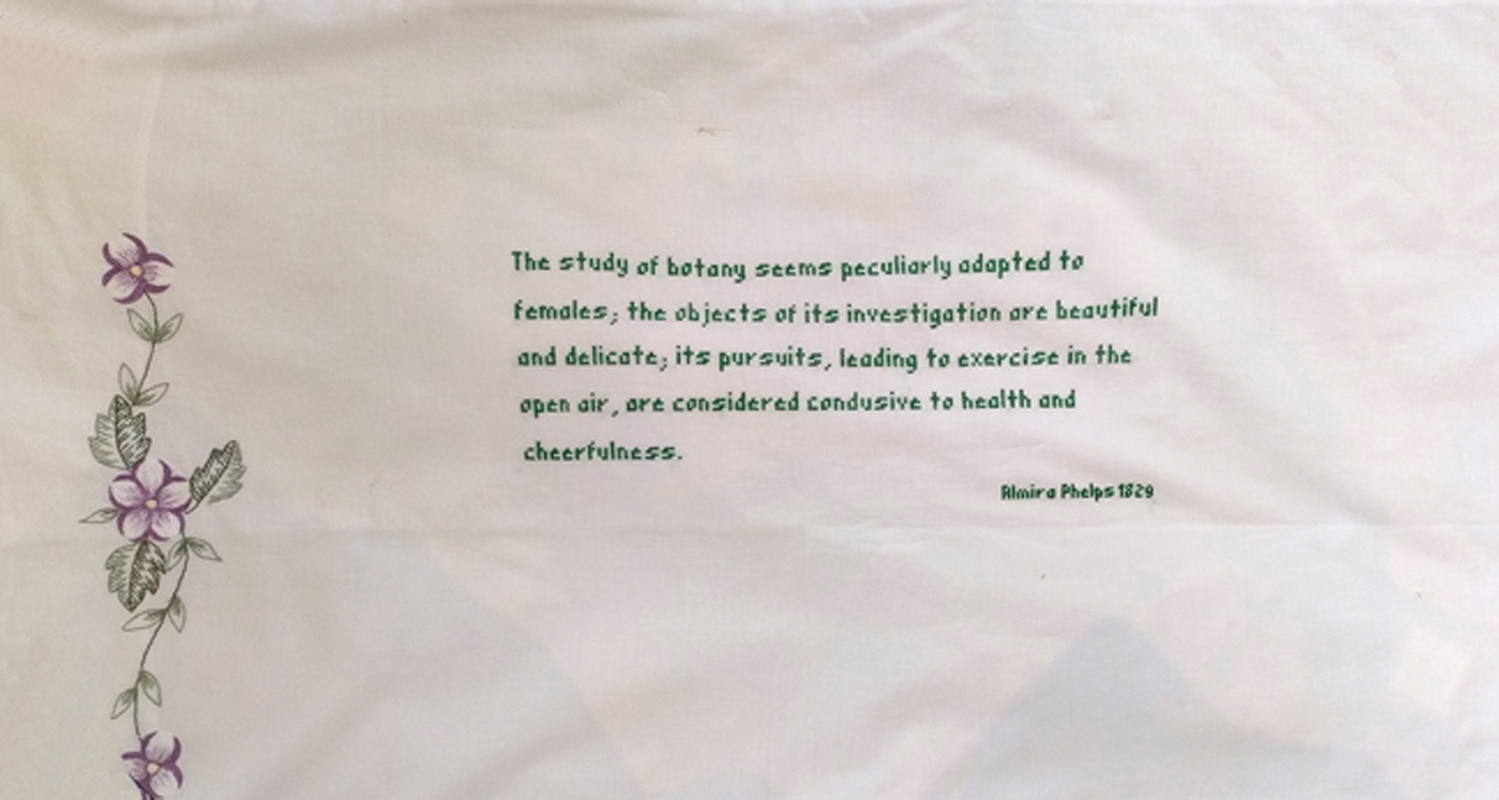 The study of botany seems peculiarly adapted to
females; the objects of its investigation are beautiful
and delicate; its pursuits, leading to exercise in the
open air, are considered condusive to health and
cheerfulness.
Almira Phelps 1829